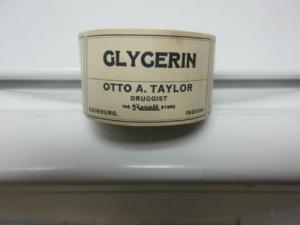 GLYCERIN
OTTO A. TAYLOR
DRUGGIST
THE Rexall STORE
EDINBURG, INDIANA